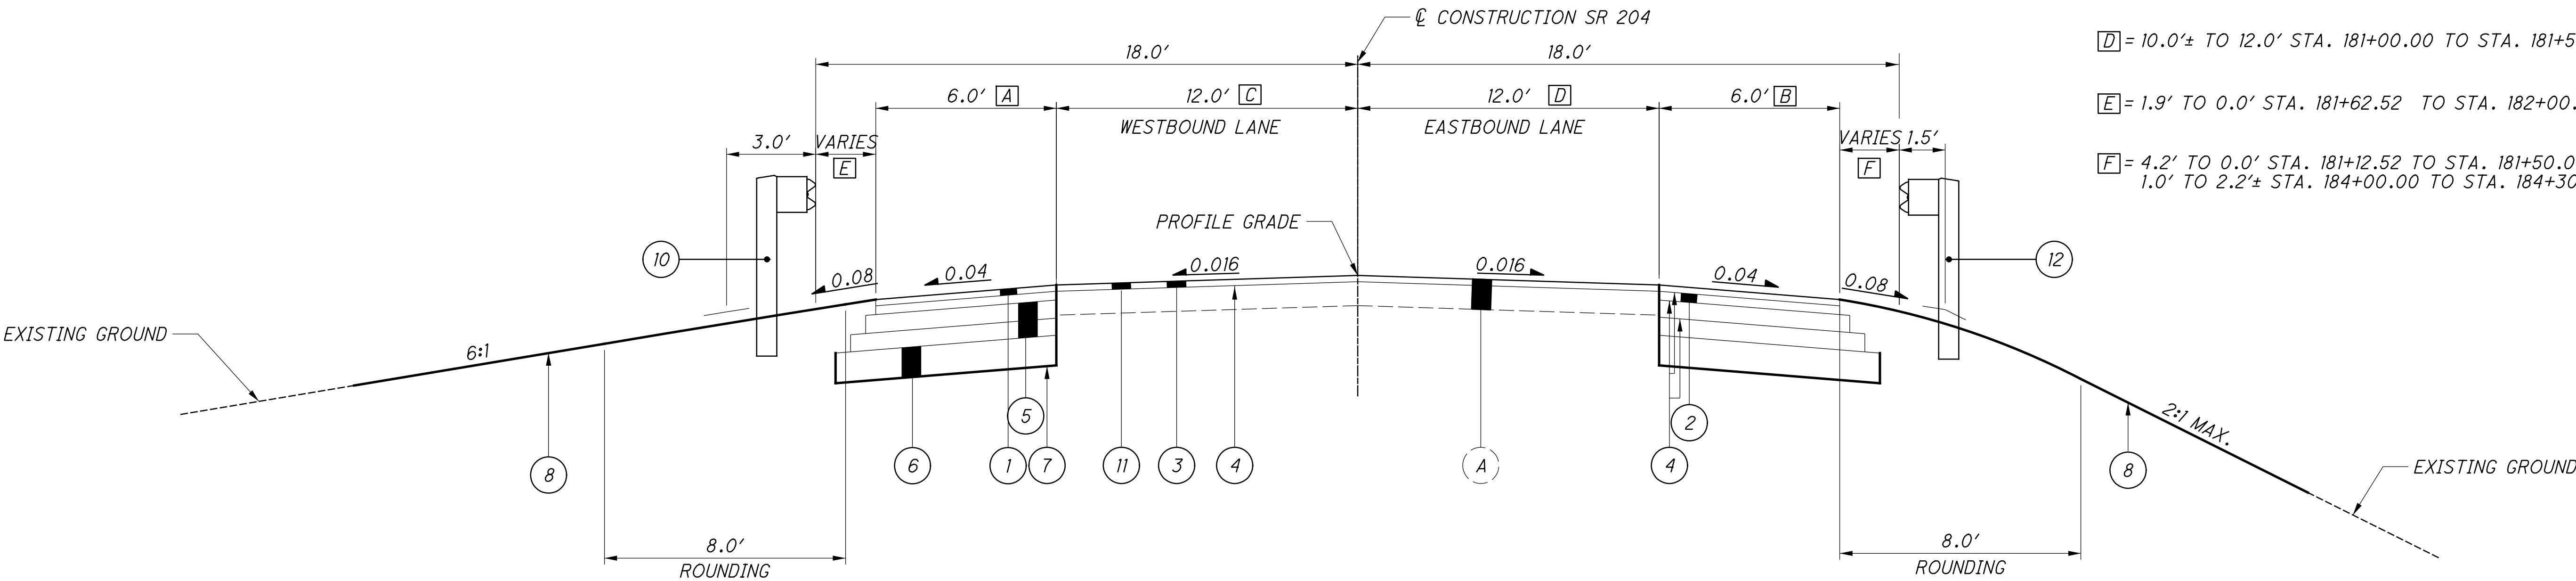 ℄ CONSTRUCTION SR 204
18.0'
18.0'
D = 10.0'± TO 12.0' STA. 181+00.00 TO STA. 181+5
6.0' A
12.0' C
12.0' D
6.0' B
E = 1.9' TO 0.0' STA. 181+62.52 TO STA. 182+00.
WESTBOUND LANE
EASTBOUND LANE
3.0'
VARIES
E
VARIES 1.5'
F
F = 4.2' TO 0.0' STA. 181+12.52 TO STA. 181+50.0
1.0' TO 2.2'± STA. 184+00.00 TO STA. 184+30
PROFILE GRADE
10
12
0.08
0.04
0.016
0.016
0.04
0.08
EXISTING GROUND
6:1
2:1 MAX.
5
2
8
6
1
7
11
3
4
A
4
8
EXISTING GROUND
8.0'
ROUNDING
8.0'
ROUNDING